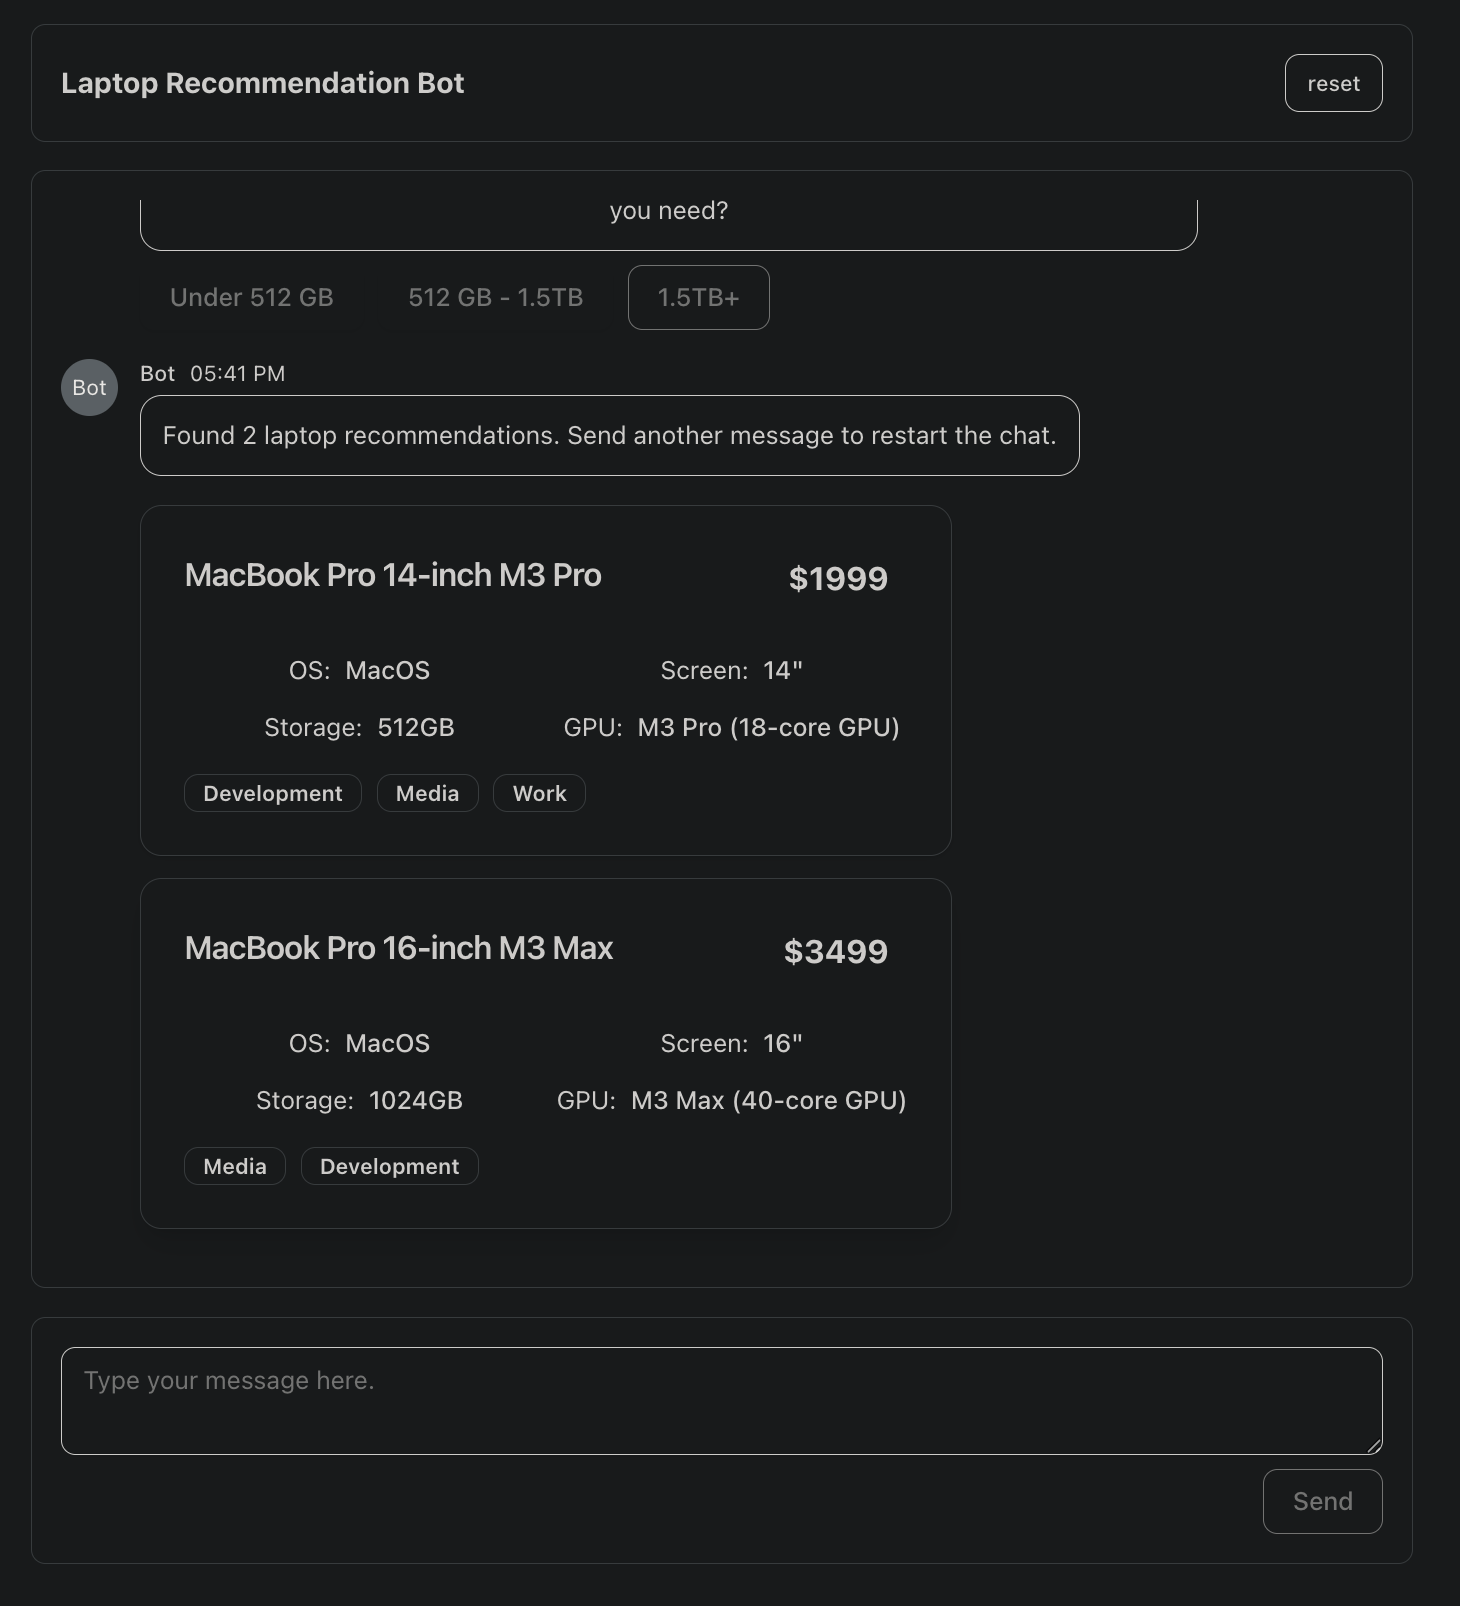 Laptop Recommendation Bot
reset
you need?
Under 512 GB
512 GB - 1.5TB
1.5TB+
Bot
Bot 05:41 PM
Found 2 laptop recommendations. Send another message to restart the chat.
MacBook Pro 14-inch M3 Pro
$1999
OS: MacOS
Screen: 14"
Storage: 512GB
GPU: M3 Pro (18-core GPU)
Development
Media
Work
MacBook Pro 16-inch M3 Max
$3499
OS: MacOS
Screen: 16"
Storage: 1024GB
GPU: M3 Max (40-core GPU)
Media
Development
Type your message here.
Send